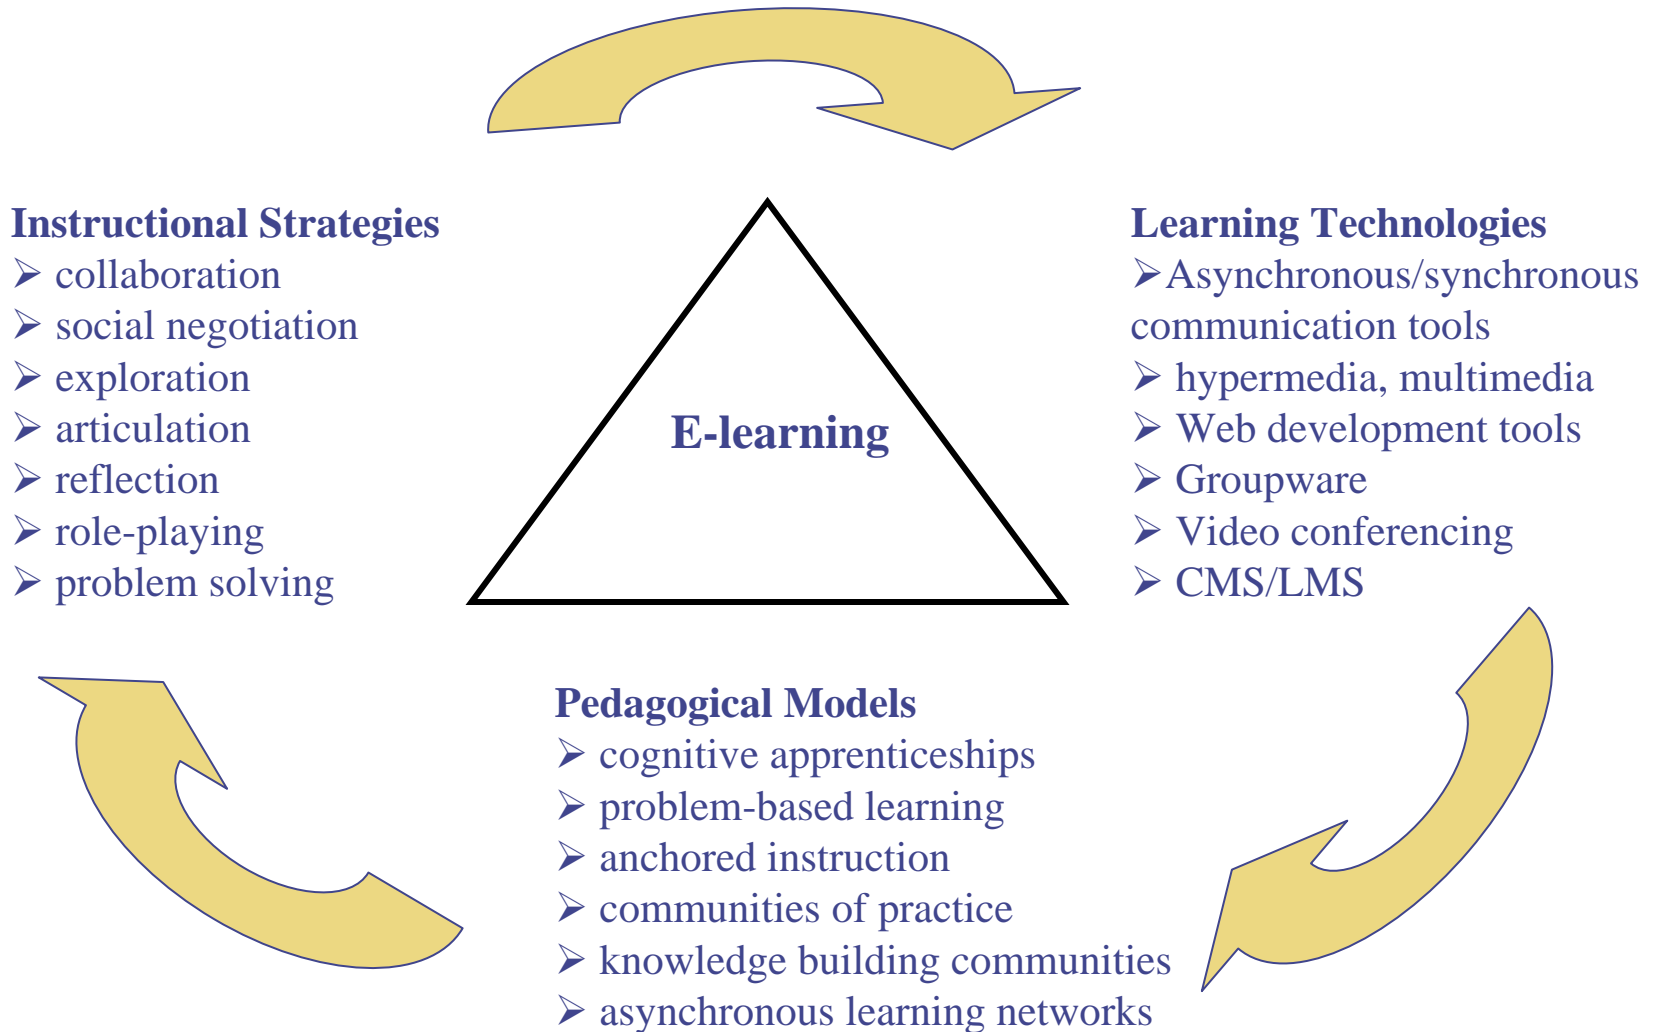 Instructional Strategies
➢ collaboration
➢ social negotiation
➢ exploration
➢ articulation
➢ reflection
➢ role-playing
➢ problem solving
E-learning
Learning Technologies
➢Asynchronous/synchronous
communication tools
➢ hypermedia, multimedia
➢ Web development tools
➢ Groupware
➢ Video conferencing
➢ CMS/LMS
Pedagogical Models
➢ cognitive apprenticeships
➢ problem-based learning
➢ anchored instruction
➢ communities of practice
➢ knowledge building communities
➢ asynchronous learning networks